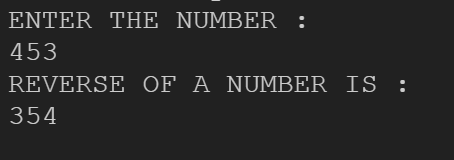 ENTER THE NUMBER :
453
REVERSE OF A NUMBER IS :
354